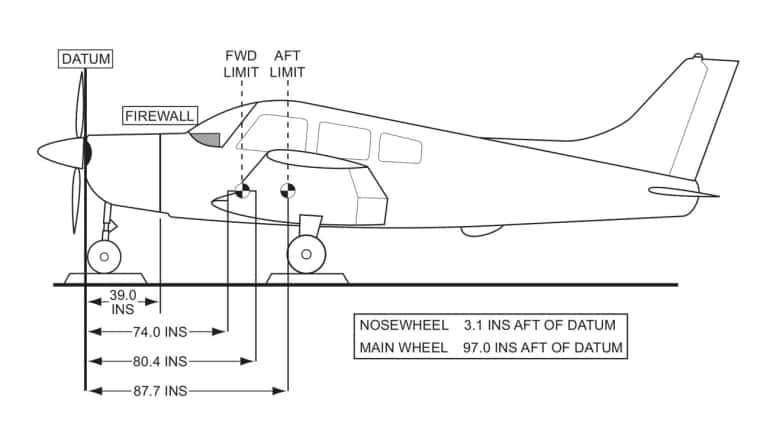 DATUM
FWD
LIMIT
AFT
LIMIT
FIREWALL
39.0
INS
74.0 INS
80.4 INS
87.7 INS
NOSEWHEEL 3.1 INS AFT OF DATUM
MAIN WHEEL 97.0 INS AFT OF DATUM